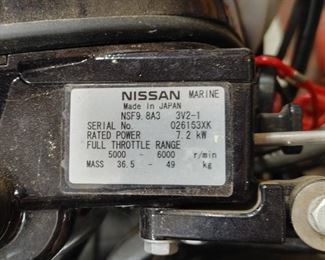 NISSAN MARINE
Made In JAPAN
NSF9.8A3 3V2-1
SERIAL No. 026153XK
RATED POWER 7.2 kW
FULL THROTTLE RANGE
5000 - 6000 r/min
MASS 36.5 - 49 kg